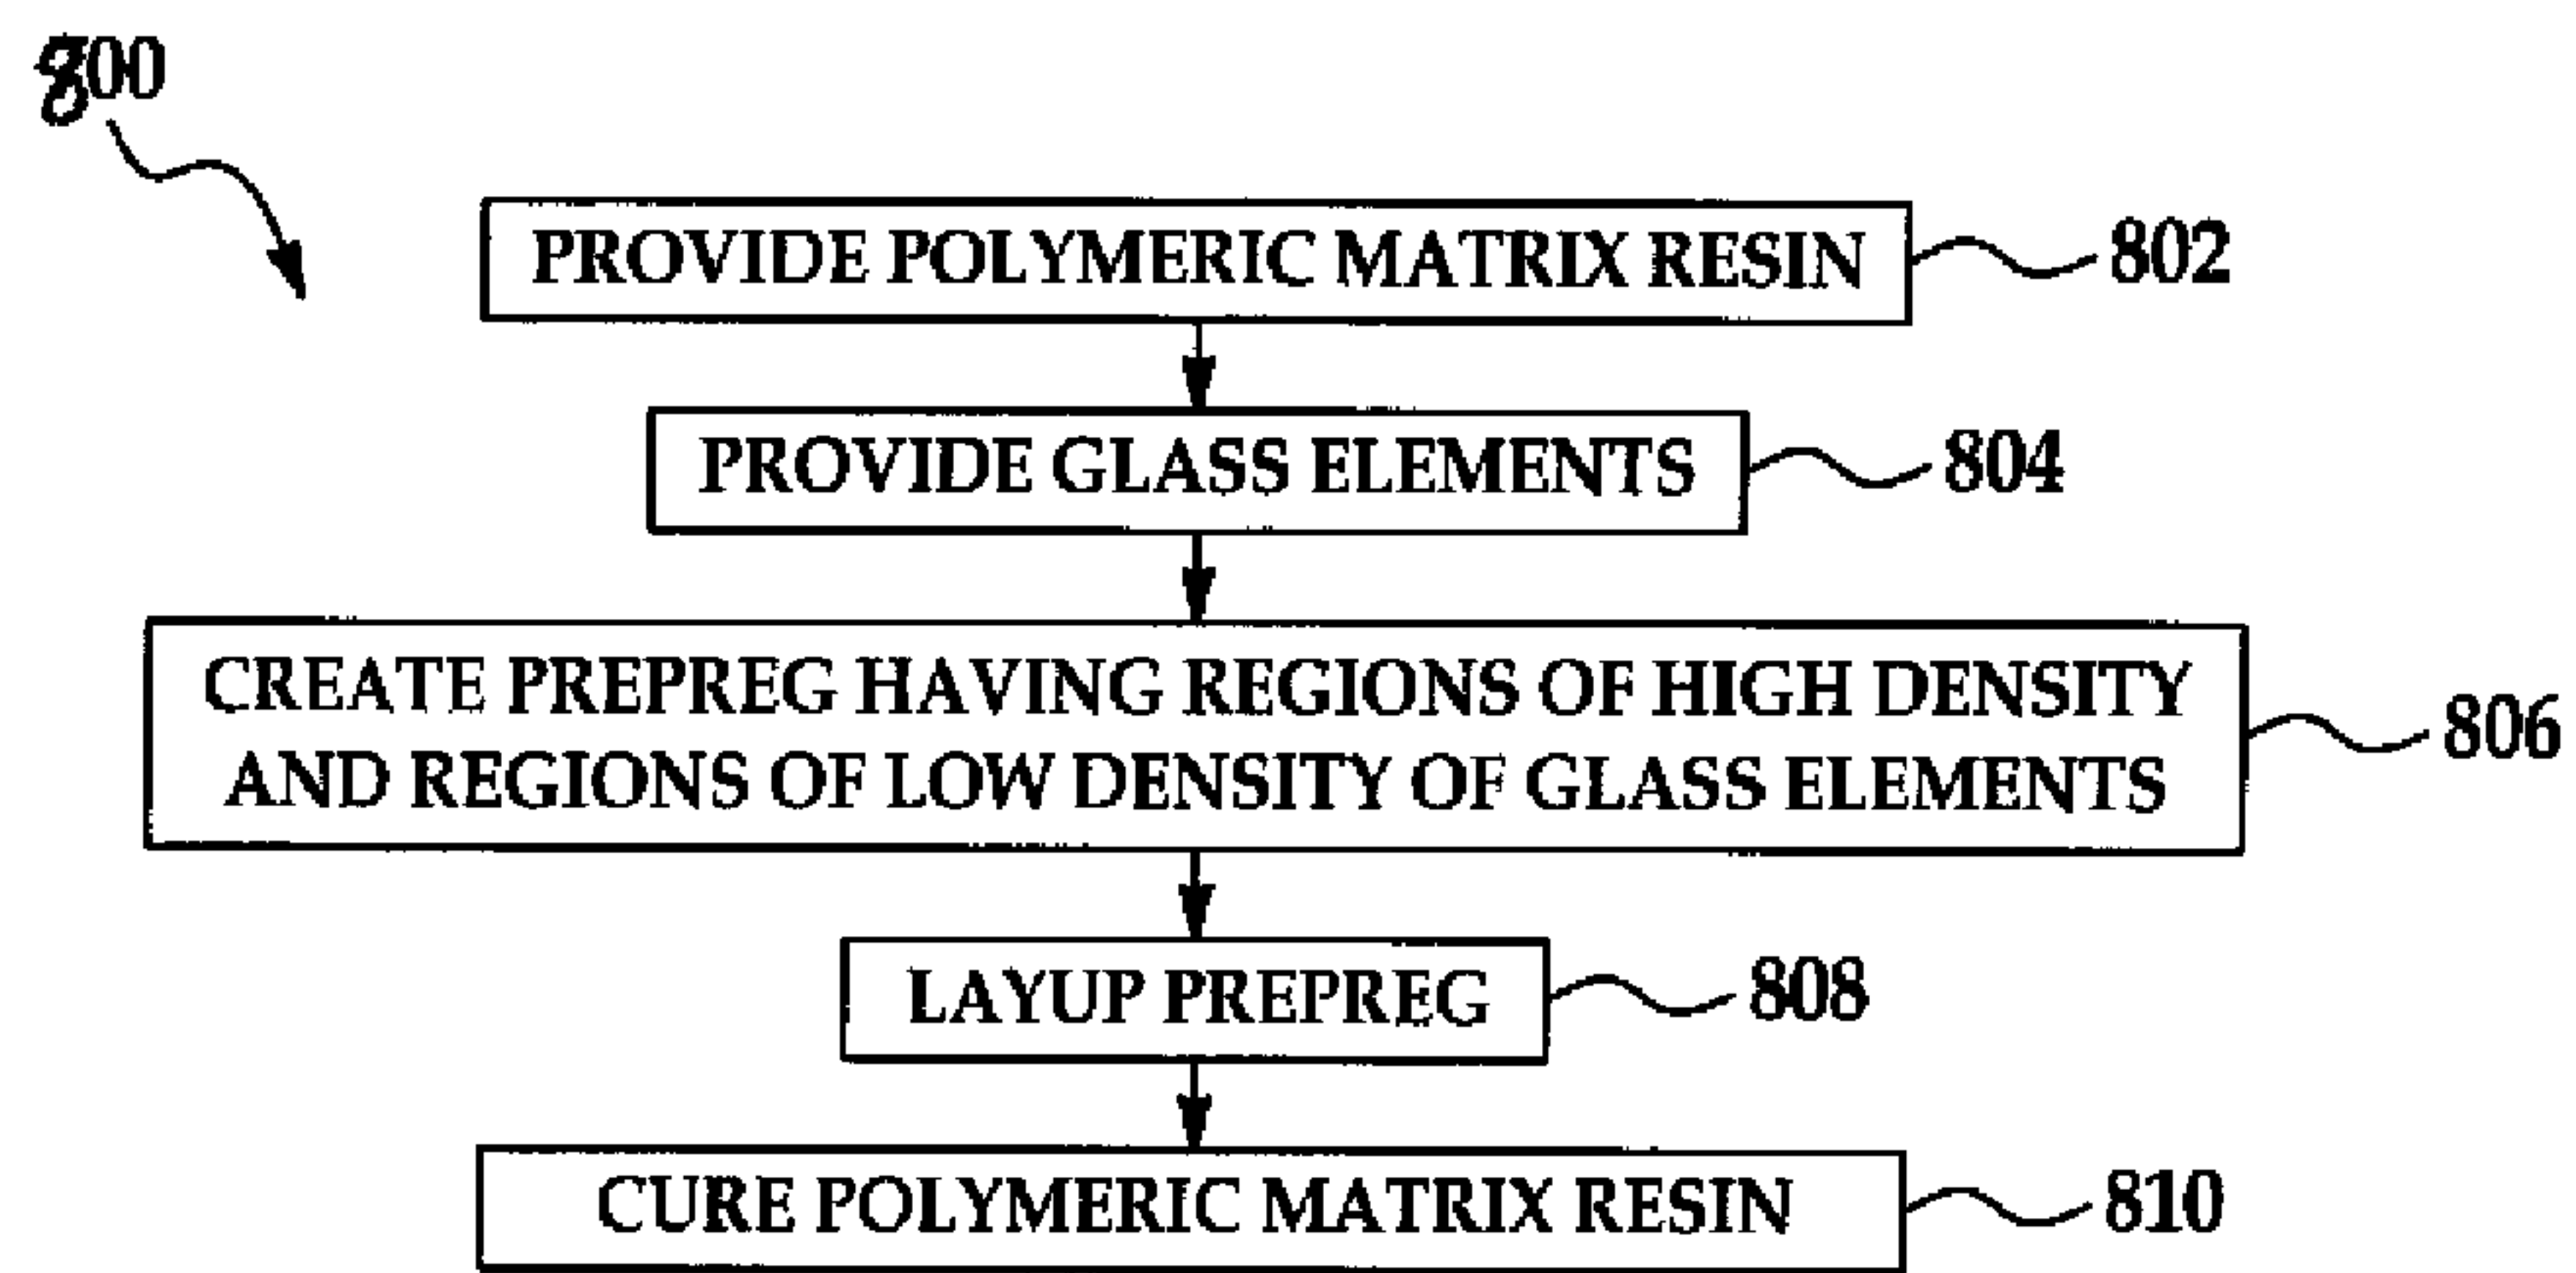 800
PROVIDE POLYMERIC MATRIX RESIN
802
PROVIDE GLASS ELEMENTS
804
CREATE PREPREG HAVING REGIONS OF HIGH DENSITY
AND REGIONS OF LOW DENSITY OF GLASS ELEMENTS
806
LAYUP PREPREG
808
CURE POLYMERIC MATRIX RESIN
810